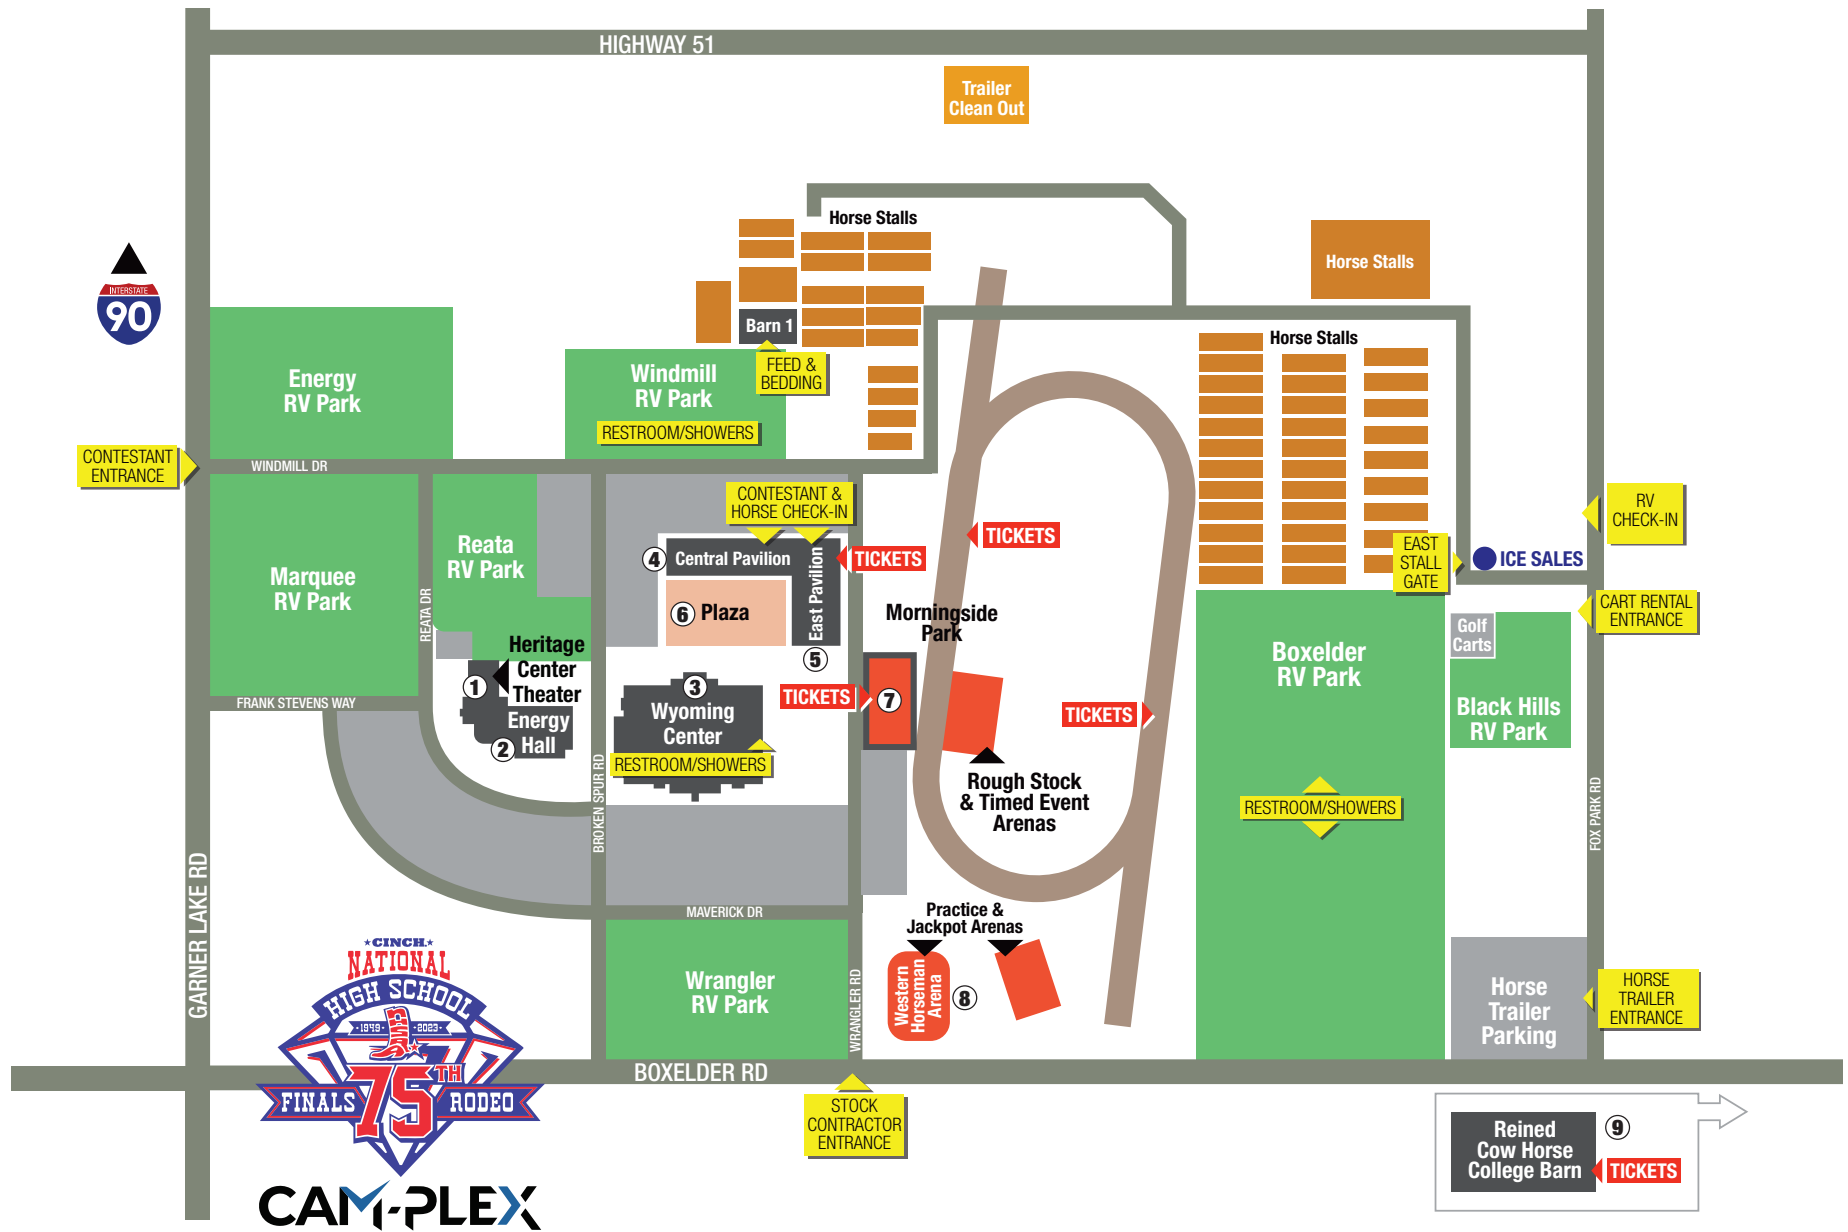 HIGHWAY 51
Trailer
Clean Out
Horse Stalls
Horse Stalls
INTERSTATE
90
Barn 1
Horse Stalls
FEED &
BEDDING
Energy
RV Park
Windmill
RV Park
RESTROOM/SHOWERS
CONTESTANT
ENTRANCE
WINDMILL DR
CONTESTANT &
HORSE CHECK-IN
RV
CHECK-IN
TICKETS
Reata
RV Park
4
Central Pavilion
East Pavilion
TICKETS
EAST
STALL
GATE
ICE SALES
Marquee
RV Park
REATA DR
6
Plaza
Morningside
Park
CART RENTAL
ENTRANCE
Golf
Carts
Heritage
Center
Theater
5
Boxelder
RV Park
1
3
TICKETS
7
FRANK STEVENS WAY
Energy
Hall
2
Wyoming
Center
TICKETS
Black Hills
RV Park
RESTROOM/SHOWERS
BROKEN SPUR RD
Rough Stock
& Timed Event
Arenas
RESTROOM/SHOWERS
FOX PARK RD
GARNER LAKE RD
MAVERICK DR
Practice &
Jackpot Arenas
CINCH
NATIONAL
HIGH SCHOOL
1949
2023
75TH
FINALS
RODEO
CAM-PLEX
Wrangler
RV Park
WRANGLER RD
Western
Horseman
Arena
8
Horse
Trailer
Parking
HORSE
TRAILER
ENTRANCE
BOXELDER RD
STOCK
CONTRACTOR
ENTRANCE
Reined
Cow Horse
College Barn
9
TICKETS